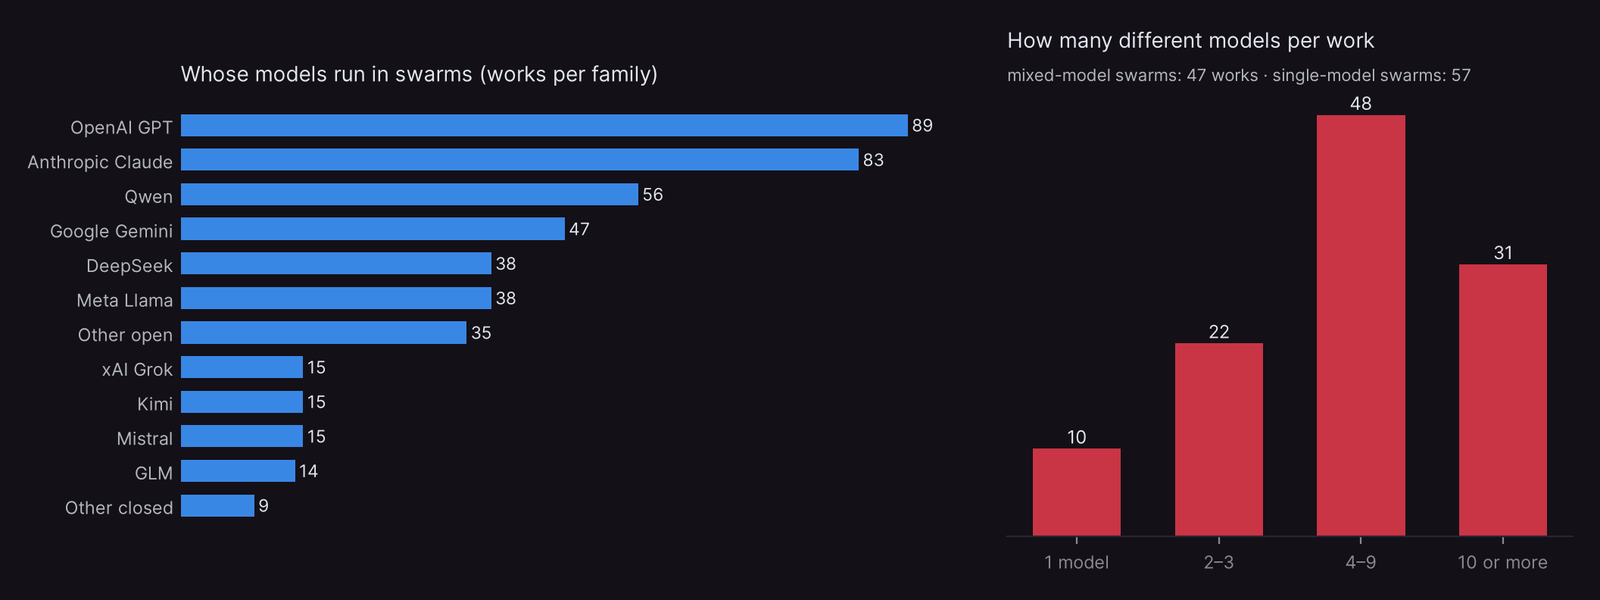 Whose models run in swarms (works per family)
OpenAI GPT 89
Anthropic Claude 83
Qwen 56
Google Gemini 47
DeepSeek 38
Meta Llama 38
Other open 35
xAI Grok 15
Kimi 15
Mistral 15
GLM 14
Other closed 9
How many different models per work
mixed-model swarms: 47 works · single-model swarms: 57
10 22 48 31
1 model 2–3 4–9 10 or more